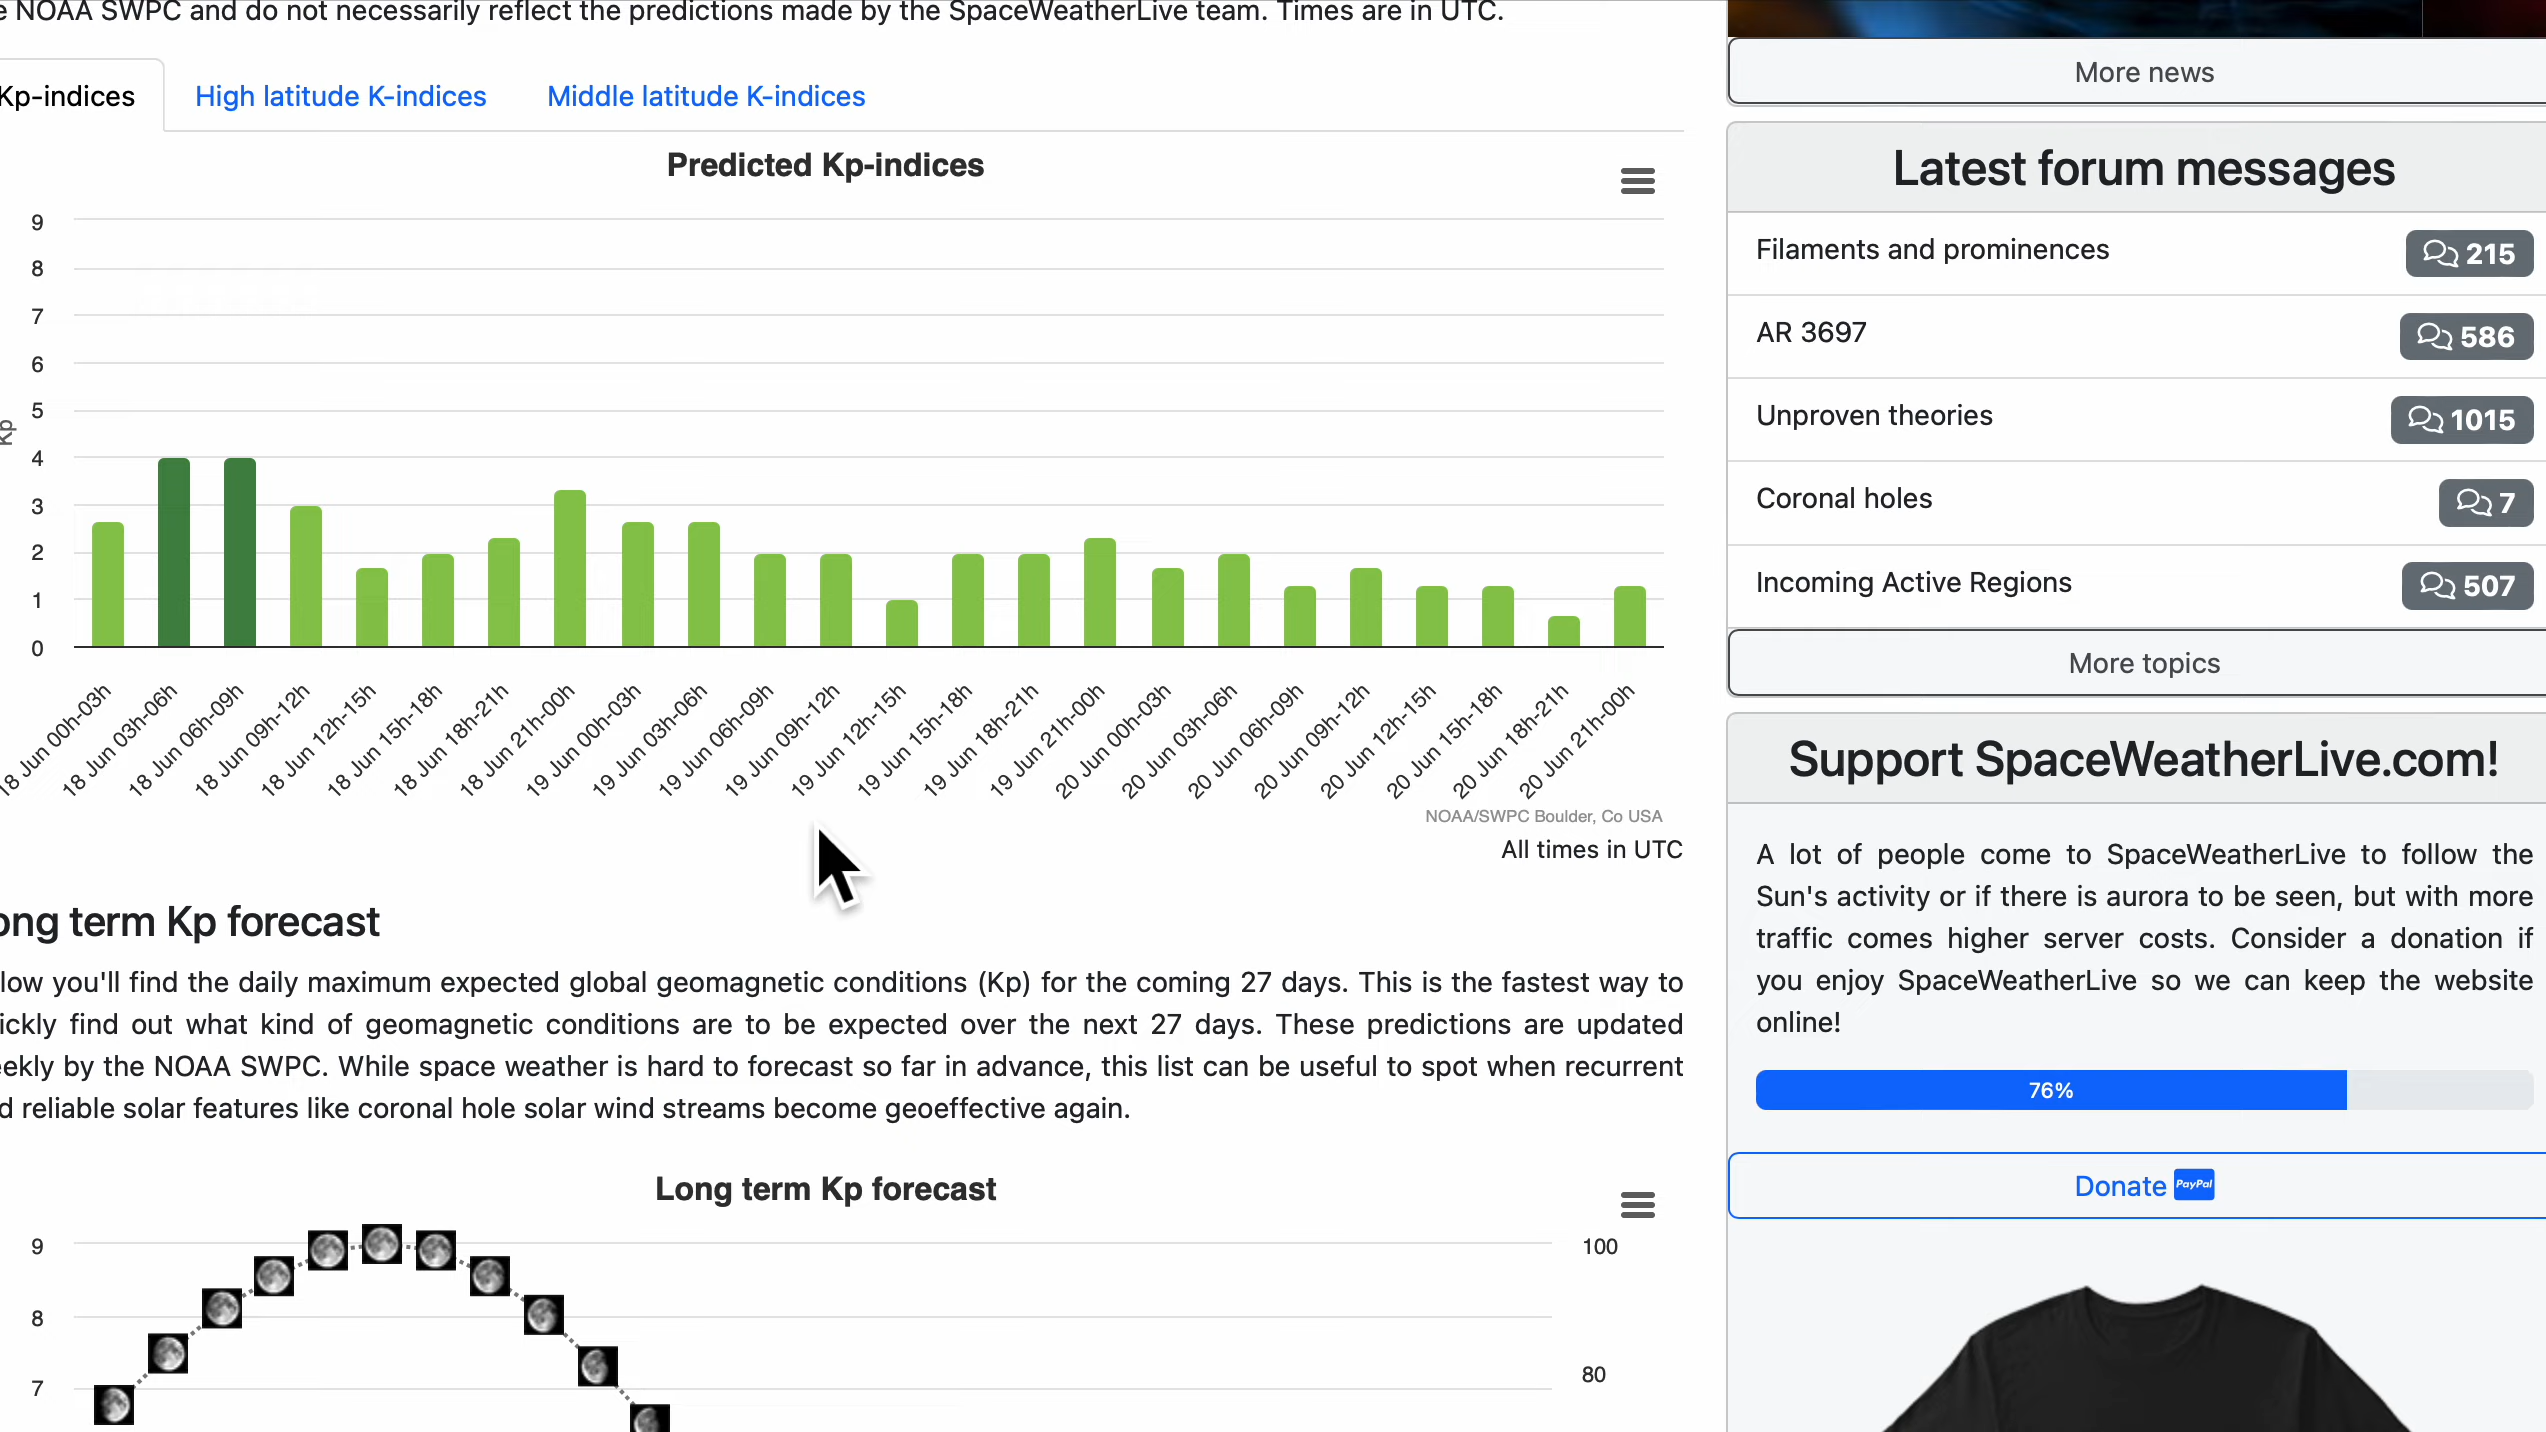 NOAA SWPC and do not necessarily reflect the predictions made by the SpaceWeatherLive team. Times are in UTC.
Kp-indices
High latitude K-indices
Middle latitude K-indices
Predicted Kp-indices
9
8
7
6
5
4
3
2
1
0
Kp
18 Jun 00h-03h
18 Jun 03h-06h
18 Jun 06h-09h
18 Jun 09h-12h
18 Jun 12h-15h
18 Jun 15h-18h
18 Jun 18h-21h
18 Jun 21h-00h
19 Jun 00h-03h
19 Jun 03h-06h
19 Jun 06h-09h
19 Jun 09h-12h
19 Jun 12h-15h
19 Jun 15h-18h
19 Jun 18h-21h
19 Jun 21h-00h
20 Jun 00h-03h
20 Jun 03h-06h
20 Jun 06h-09h
20 Jun 09h-12h
20 Jun 12h-15h
20 Jun 15h-18h
20 Jun 18h-21h
20 Jun 21h-00h
NOAA/SWPC Boulder, Co USA
All times in UTC
ong term Kp forecast
low you'll find the daily maximum expected global geomagnetic conditions (Kp) for the coming 27 days. This is the fastest way to
ickly find out what kind of geomagnetic conditions are to be expected over the next 27 days. These predictions are updated
eekly by the NOAA SWPC. While space weather is hard to forecast so far in advance, this list can be useful to spot when recurrent
d reliable solar features like coronal hole solar wind streams become geoeffective again.
Long term Kp forecast
9
8
7
100
80
More news
Latest forum messages
Filaments and prominences 215
AR 3697 586
Unproven theories 1015
Coronal holes 7
Incoming Active Regions 507
More topics
Support SpaceWeatherLive.com!
A lot of people come to SpaceWeatherLive to follow the
Sun's activity or if there is aurora to be seen, but with more
traffic comes higher server costs. Consider a donation if
you enjoy SpaceWeatherLive so we can keep the website
online!
76%
Donate PayPal